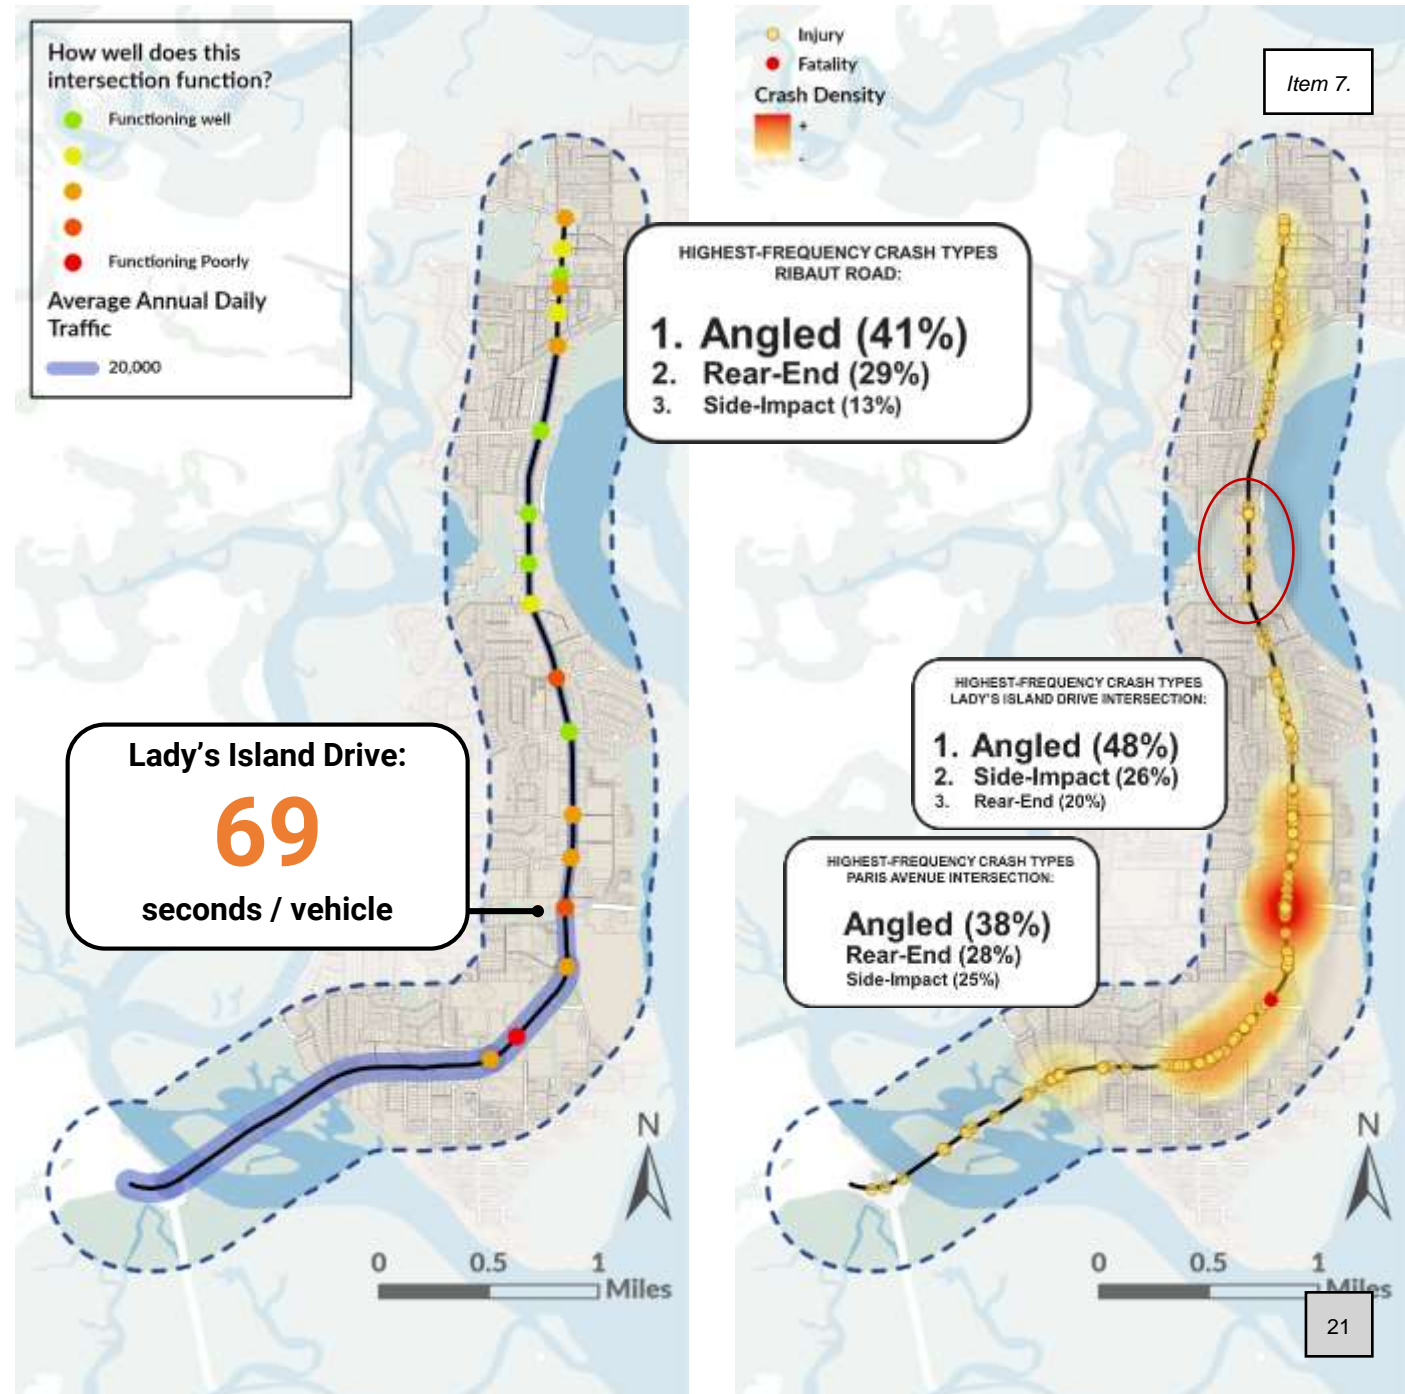 How well does this
intersection function?
Functioning well
Functioning Poorly
Average Annual Daily
Traffic
20,000
Lady's Island Drive:
69
seconds / vehicle
N
0 0.5 1
Miles
Injury
Fatality
Crash Density
+
-
Item 7.
HIGHEST-FREQUENCY CRASH TYPES
RIBAUT ROAD:
1. Angled (41%)
2. Rear-End (29%)
3. Side-Impact (13%)
HIGHEST-FREQUENCY CRASH TYPES
LADY'S ISLAND DRIVE INTERSECTION:
1. Angled (48%)
2. Side-Impact (26%)
3. Rear-End (20%)
HIGHEST-FREQUENCY CRASH TYPES
PARIS AVENUE INTERSECTION:
Angled (38%)
Rear-End (28%)
Side-Impact (25%)
N
0 0.5 1
Miles
21